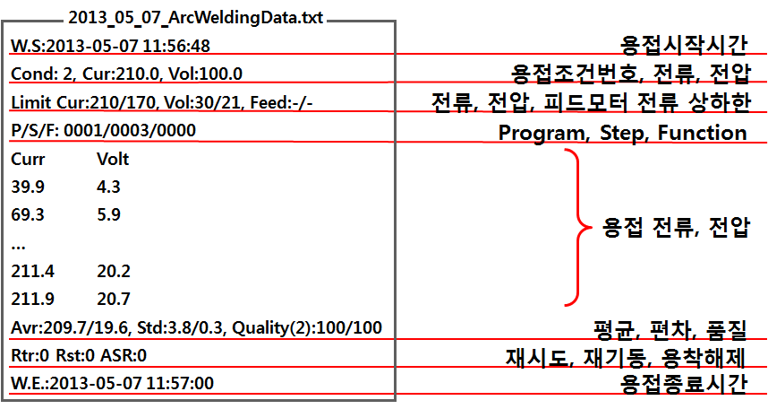 2013_05_07_ArcWeldingData.txt
W.S:2013-05-07 11:56:48 용접시작시간
Cond: 2, Cur:210.0, Vol:100.0 용접조건번호, 전류, 전압
Limit Cur:210/170, Vol:30/21, Feed:-/- 전류, 전압, 피드모터 전류 상하한
P/S/F: 0001/0003/0000 Program, Step, Function
Curr Volt
39.9 4.3
69.3 5.9
...
용접 전류, 전압
211.4 20.2
211.9 20.7
Avr:209.7/19.6, Std:3.8/0.3, Quality(2):100/100 평균, 편차, 품질
Rtr:0 Rst:0 ASR:0 재시도, 재기동, 용착해제
W.E.:2013-05-07 11:57:00 용접종료시간